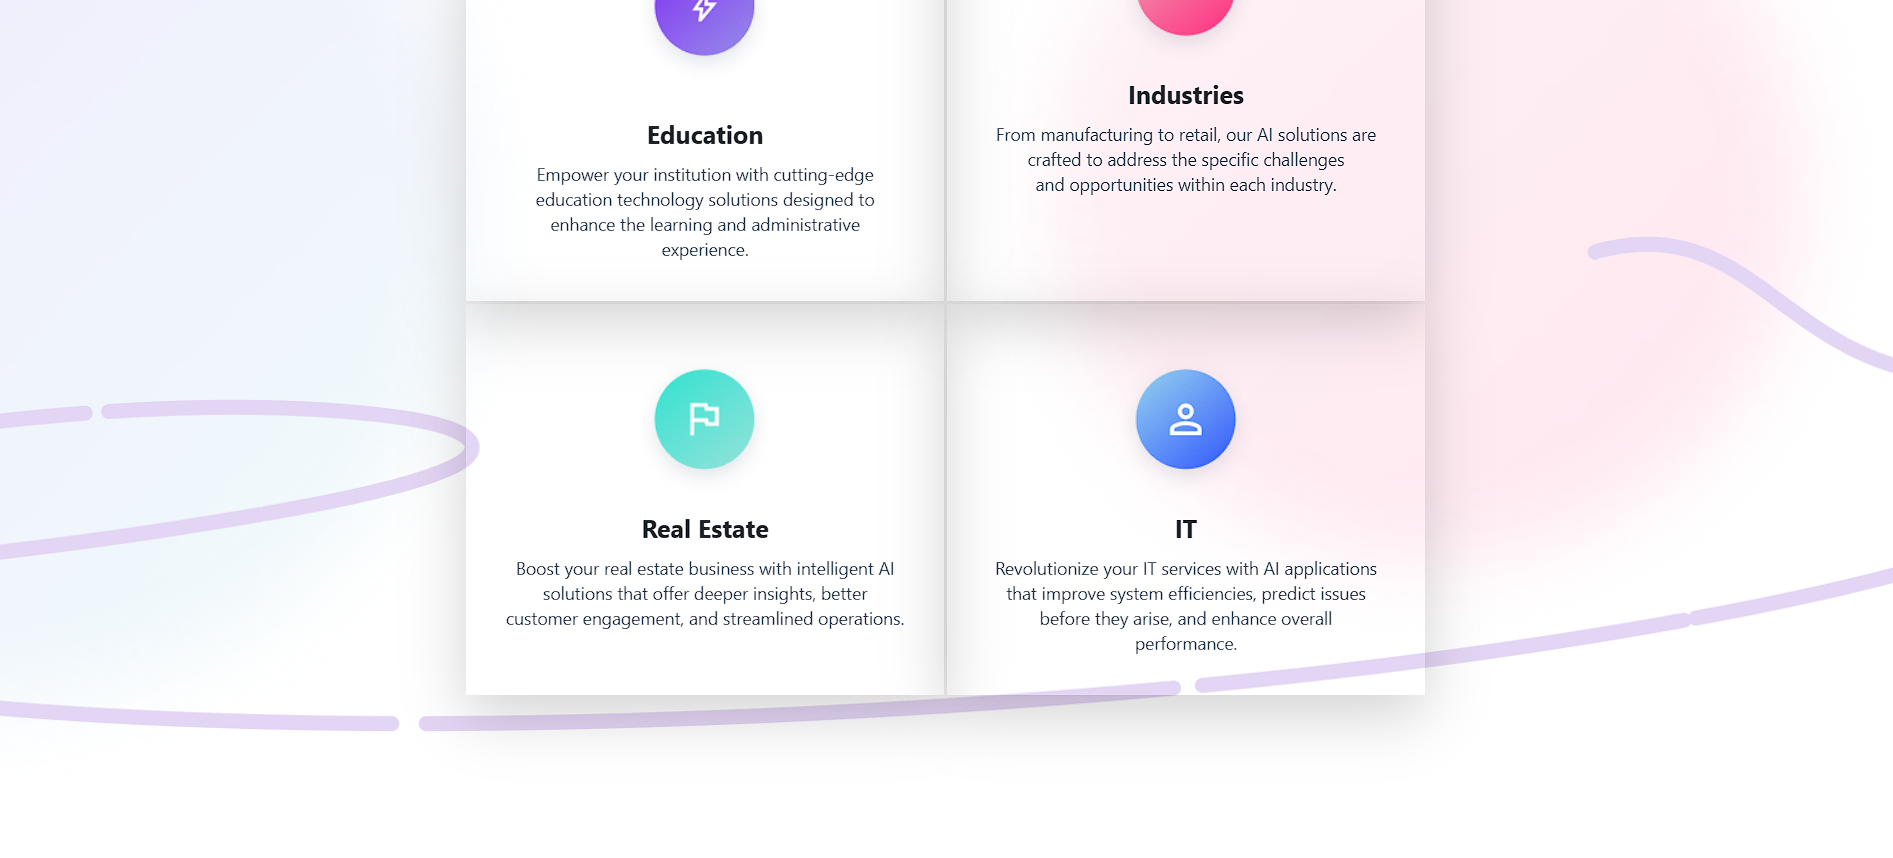 Education
Empower your institution with cutting-edge
education technology solutions designed to
enhance the learning and administrative
experience.
Industries
From manufacturing to retail, our AI solutions are
crafted to address the specific challenges
and opportunities within each industry.
Real Estate
Boost your real estate business with intelligent AI
solutions that offer deeper insights, better
customer engagement, and streamlined operations.
IT
Revolutionize your IT services with AI applications
that improve system efficiencies, predict issues
before they arise, and enhance overall
performance.